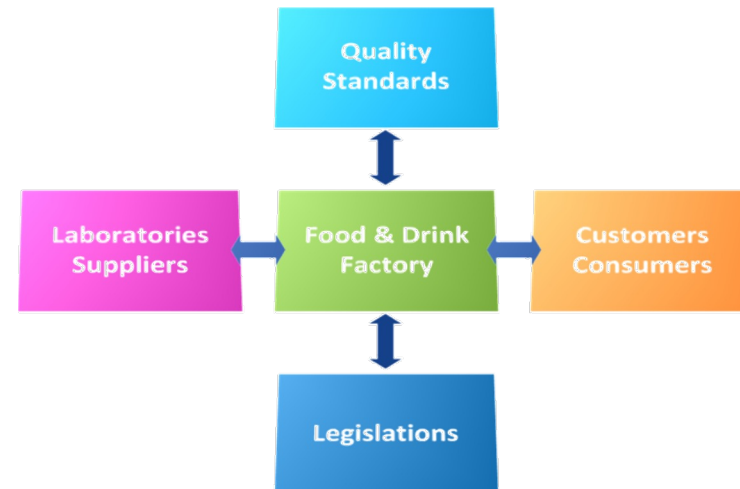 Quality
Standards
Laboratories
Suppliers
Food & Drink
Factory
Customers
Consumers
Legislations